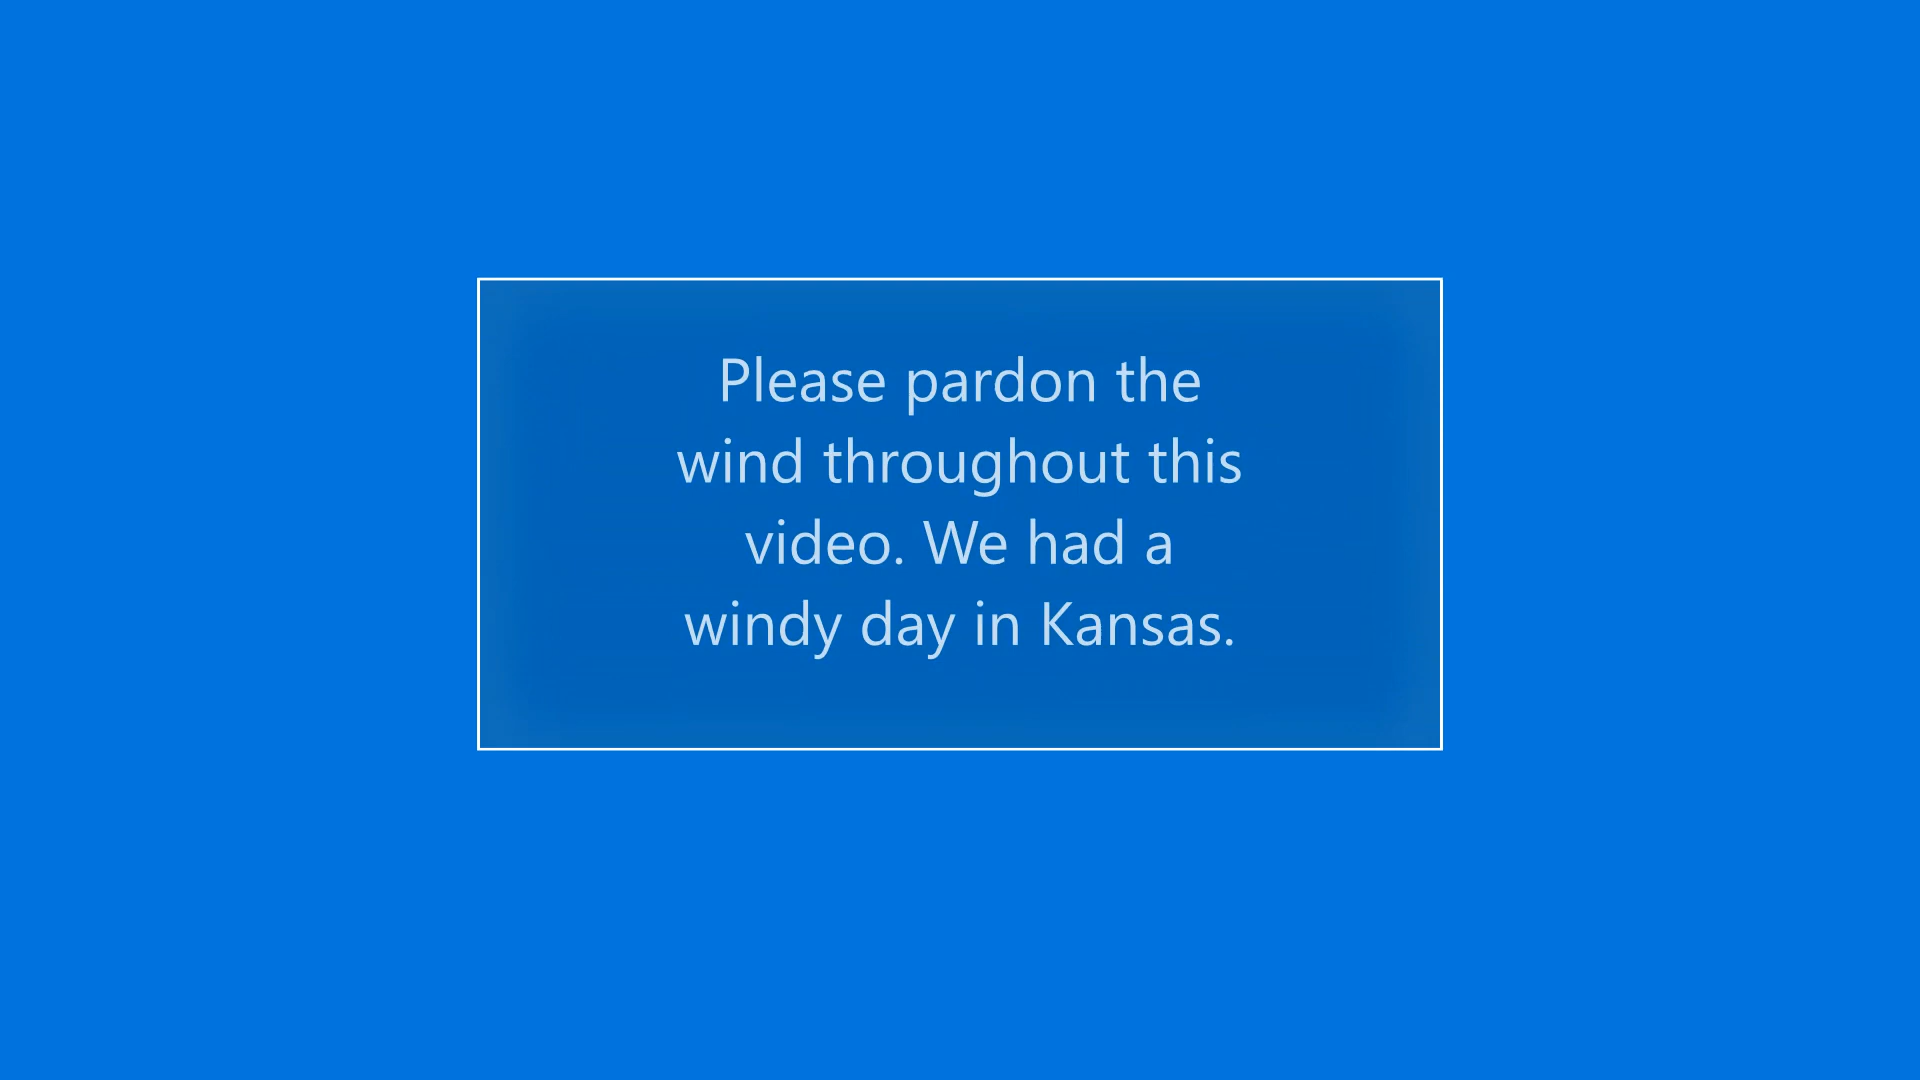 Please pardon the
wind throughout this
video. We had a
windy day in Kansas.